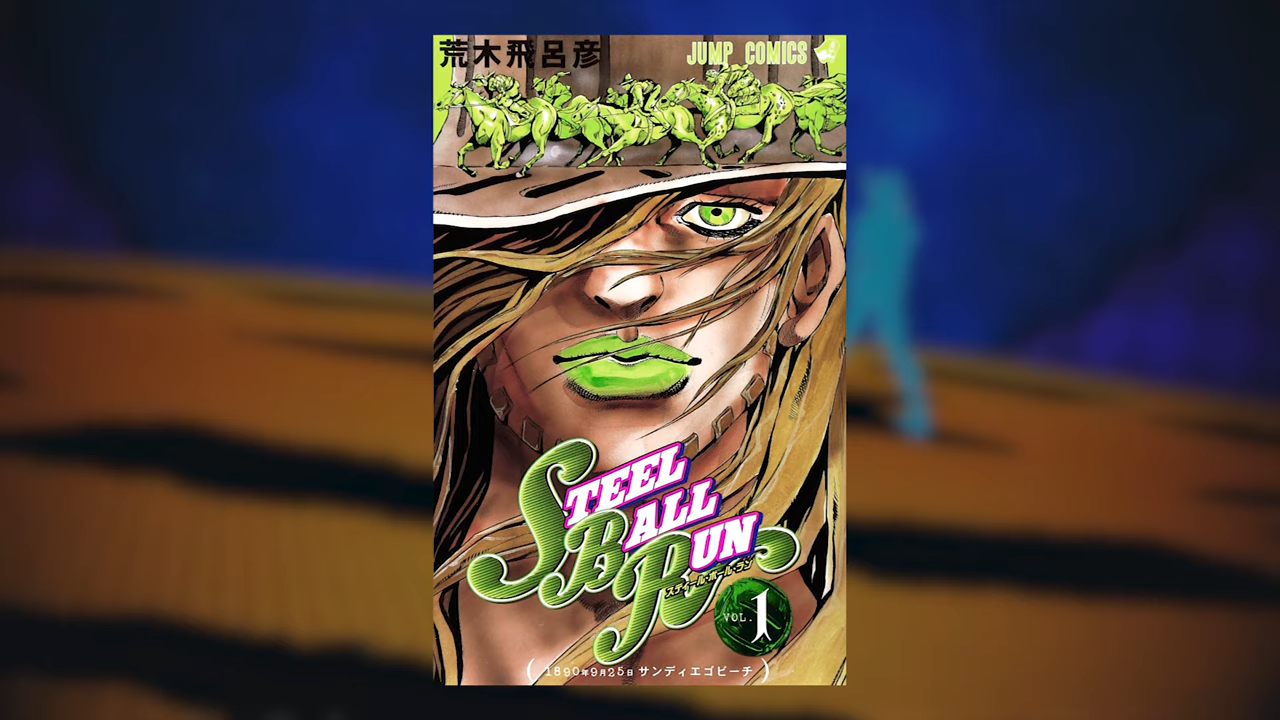 荒木飛呂彦
JUMP COMICS
STEEL
BALL
RUN
スティール・ボール・ラン
VOL.1
(1890年9月25日 サンディエゴビーチ)